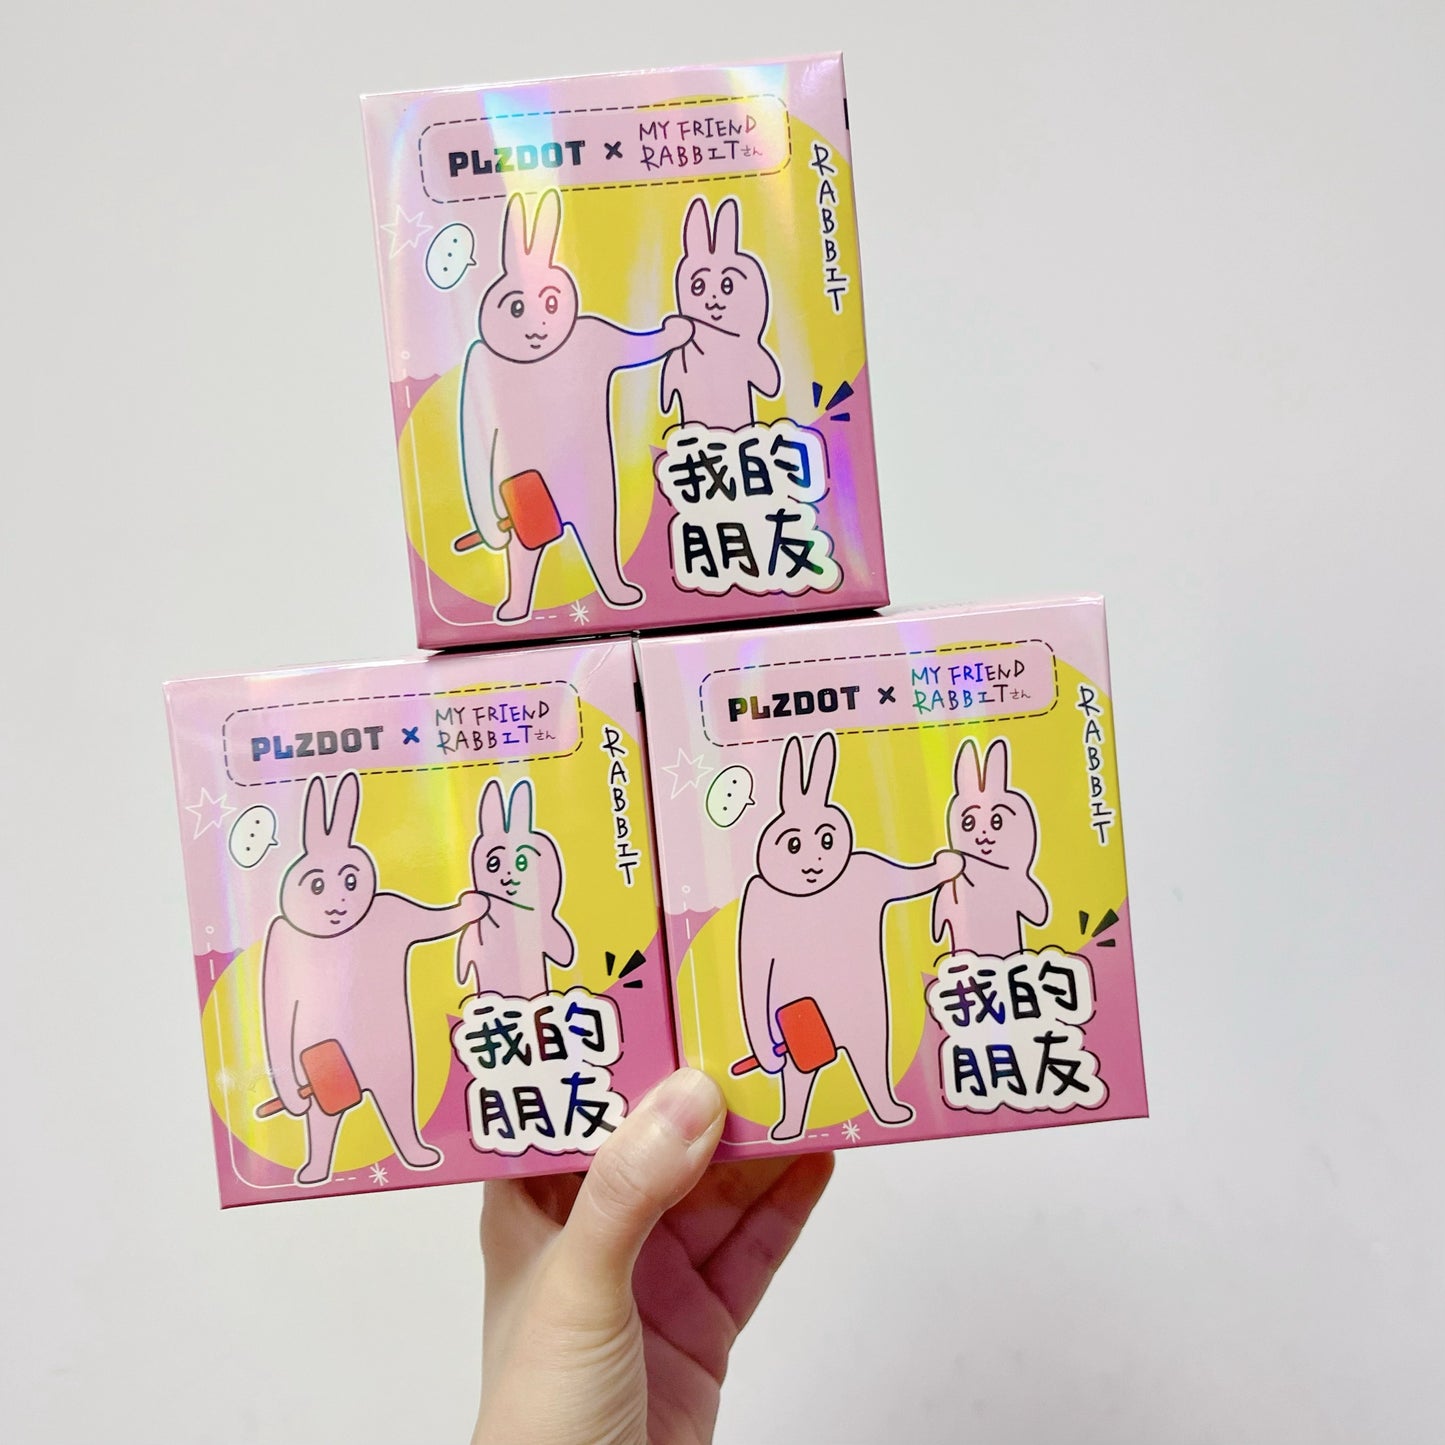 PLZDOT × MY FRIEND
RABBITさん
RABBIT
我的
朋友
PLZDOT × MY FRIEND
RABBITさん
RABBIT
我的
朋友
PLZDOT × MY FRIEND
RABBITさん
RABBIT
我的
朋友